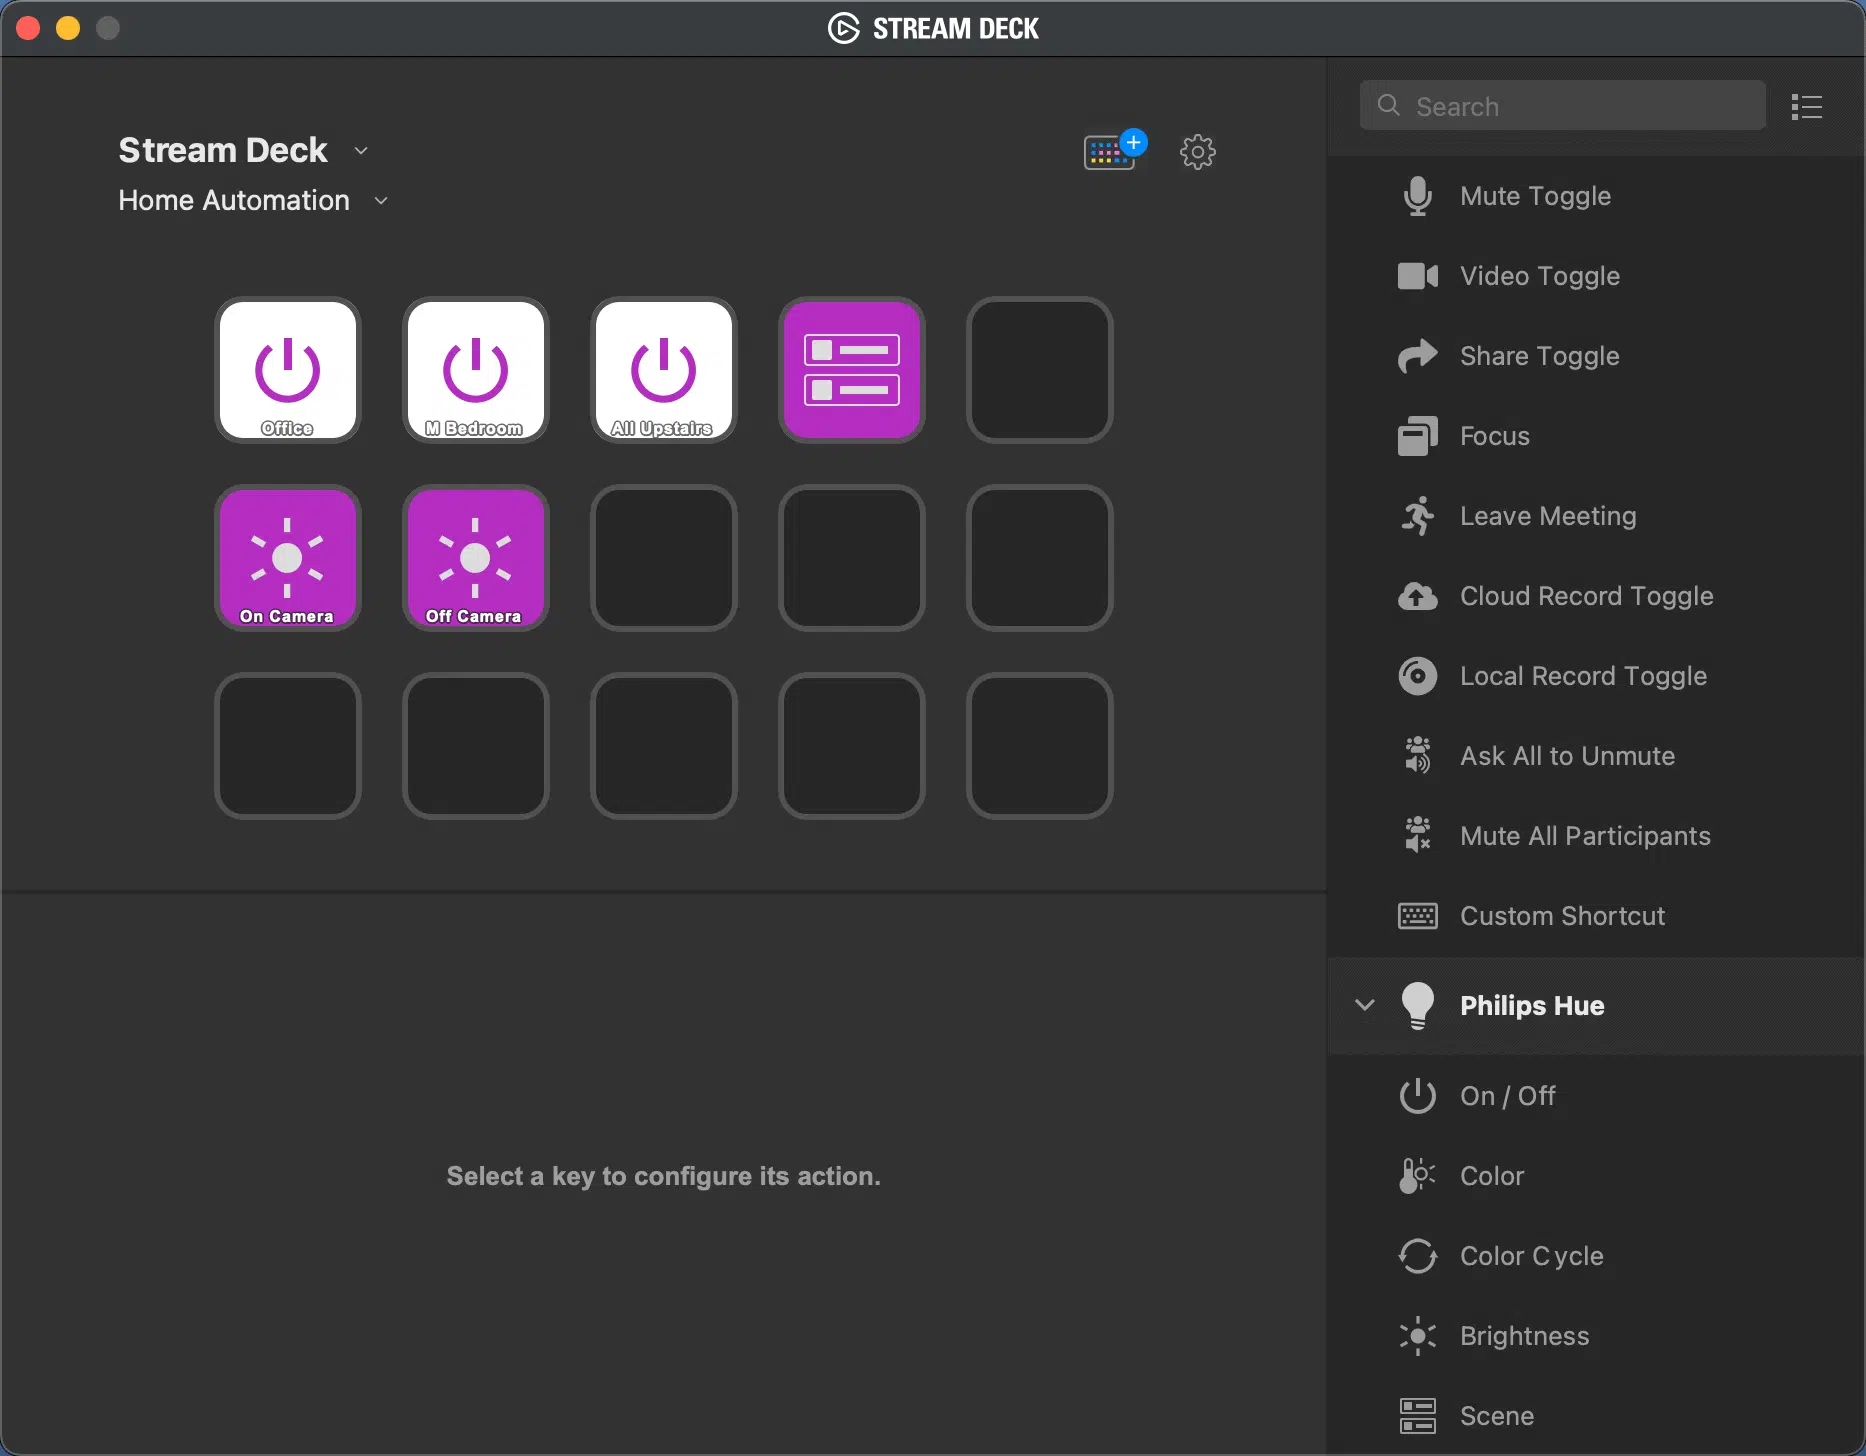 STREAM DECK
Stream Deck
Home Automation
Office
M Bedroom
All Upstairs
On Camera
Off Camera
Select a key to configure its action.
Search
Mute Toggle
Video Toggle
Share Toggle
Focus
Leave Meeting
Cloud Record Toggle
Local Record Toggle
Ask All to Unmute
Mute All Participants
Custom Shortcut
Philips Hue
On / Off
Color
Color Cycle
Brightness
Scene